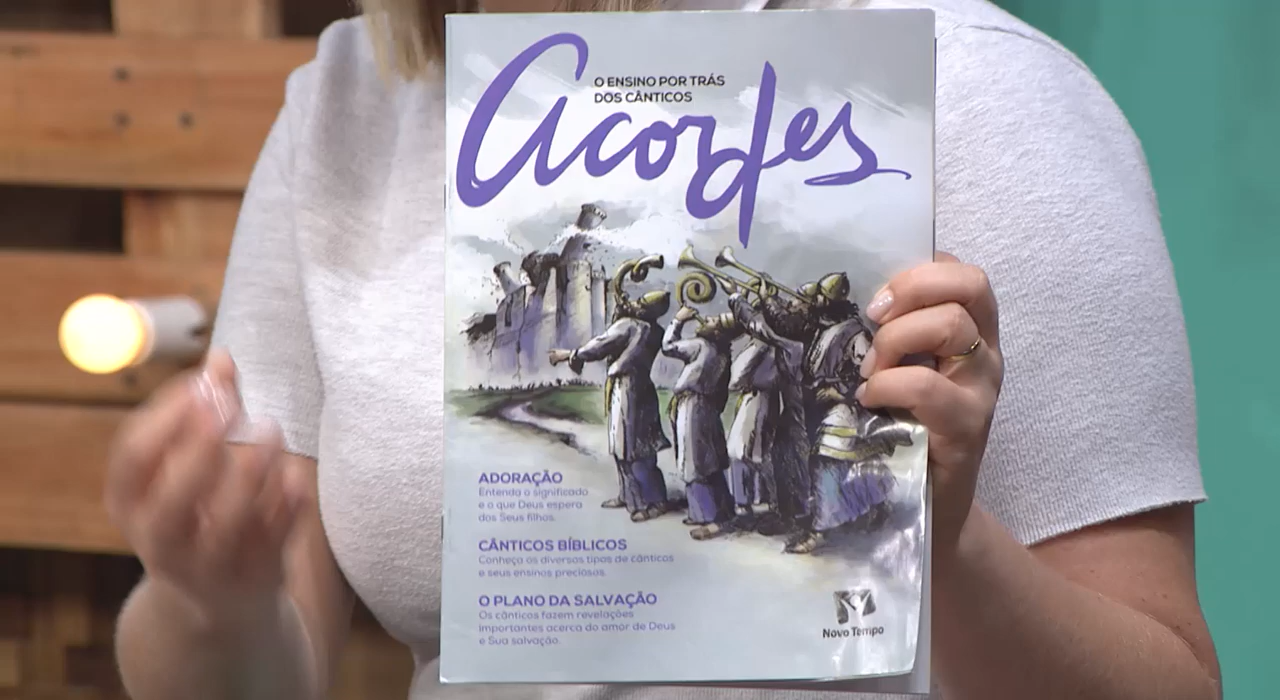 O ENSINO POR TRÁS
DOS CÂNTICOS
acordes
ADORAÇÃO
Entenda o significado
e o que Deus espera
dos Seus filhos.
CÂNTICOS BÍBLICOS
Conheça os diversos tipos de cânticos
e seus ensinos preciosos.
O PLANO DA SALVAÇÃO
Os cânticos fazem revelações
importantes acerca do amor de Deus
e Sua salvação.
Novo Tempo